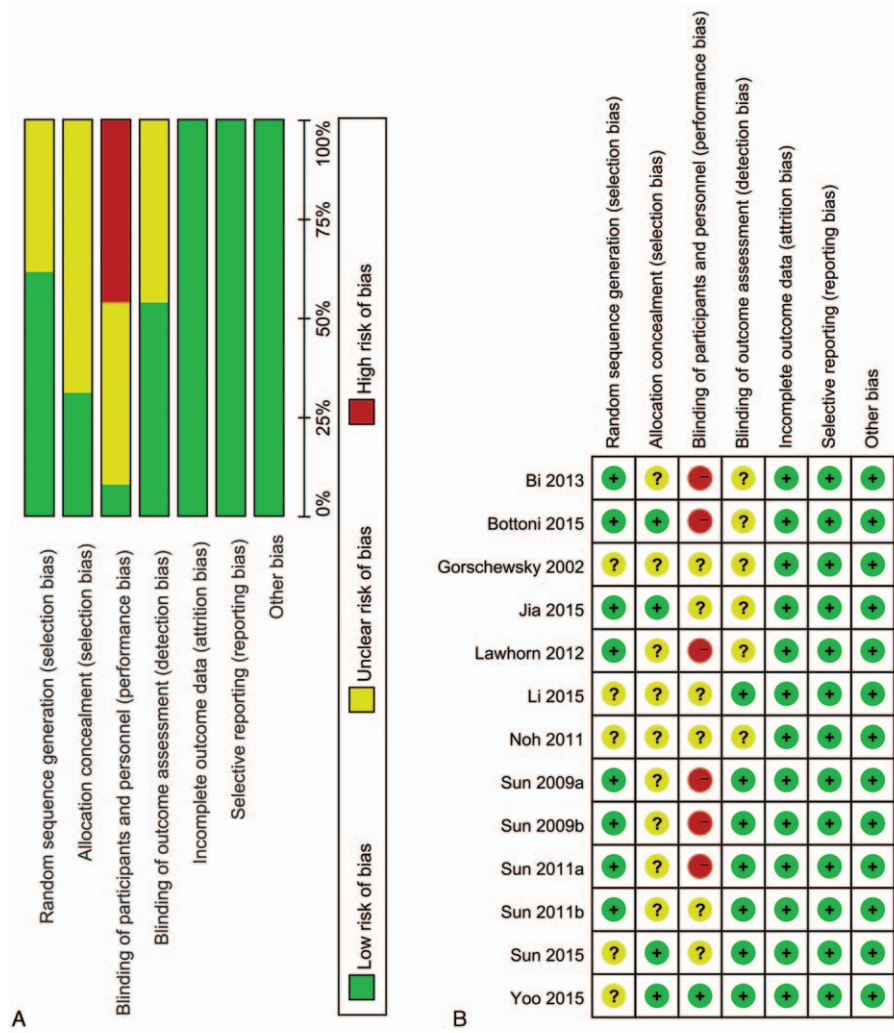 Random sequence generation (selection bias)
Allocation concealment (selection bias)
Blinding of participants and personnel (performance bias)
Blinding of outcome assessment (detection bias)
Incomplete outcome data (attrition bias)
Selective reporting (reporting bias)
Other bias
0%
25%
50%
75%
100%
Low risk of bias
Unclear risk of bias
High risk of bias
A
Random sequence generation (selection bias)
Allocation concealment (selection bias)
Blinding of participants and personnel (performance bias)
Blinding of outcome assessment (detection bias)
Incomplete outcome data (attrition bias)
Selective reporting (reporting bias)
Other bias
Bi 2013 + ? – ? + + +
Bottoni 2015 + + – ? + + +
Gorschewsky 2002 ? ? ? ? + + +
Jia 2015 + + ? ? + + +
Lawhorn 2012 + ? – ? + + +
Li 2015 ? ? ? + + + +
Noh 2011 ? ? ? ? + + +
Sun 2009a + ? – + + + +
Sun 2009b + ? – + + + +
Sun 2011a + ? – + + + +
Sun 2011b + ? ? + + + +
Sun 2015 ? + ? + + + +
Yoo 2015 ? + + + + + +
B